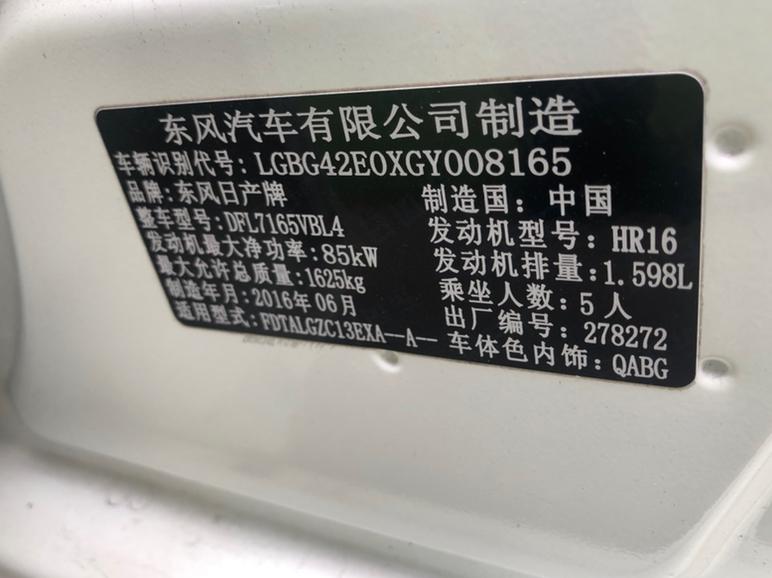 东风汽车有限公司制造
车辆识别代号: LGBG42E0XGY008165
品牌: 东风日产牌 制造国: 中国
整车型号: DFL7165VBL4 发动机型号: HR16
发动机最大净功率: 85kW 发动机排量: 1.598L
最大允许总质量: 1625kg 乘坐人数: 5人
制造年月: 2016年06月 出厂编号: 278272
适用型式: FDTALGZC13EXA--A-- 车体色内饰: QABG